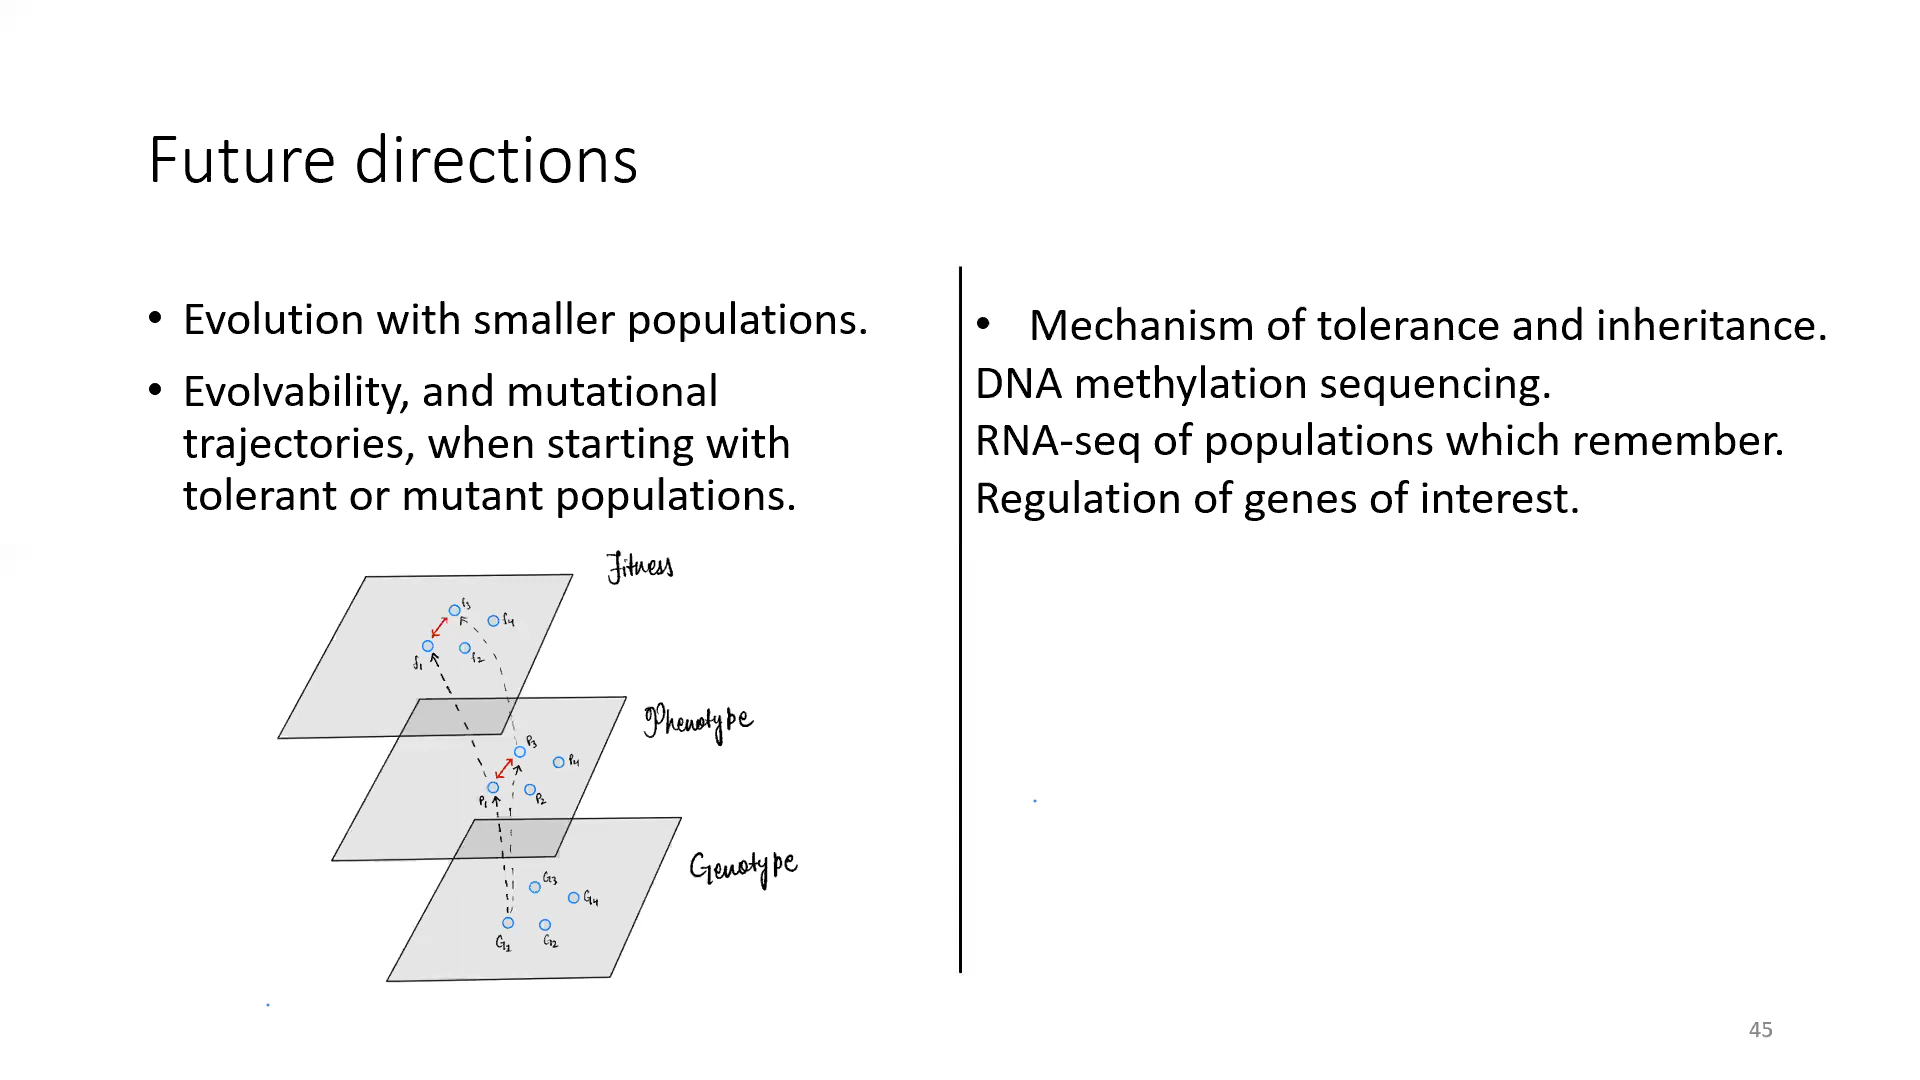 Future directions
• Evolution with smaller populations.
• Evolvability, and mutational
trajectories, when starting with
tolerant or mutant populations.
• Mechanism of tolerance and inheritance.
DNA methylation sequencing.
RNA-seq of populations which remember.
Regulation of genes of interest.
Fitness
f3
f4
f1
f2
Phenotype
P3
P4
P1
P2
Genotype
G3
G4
G1
G2
45